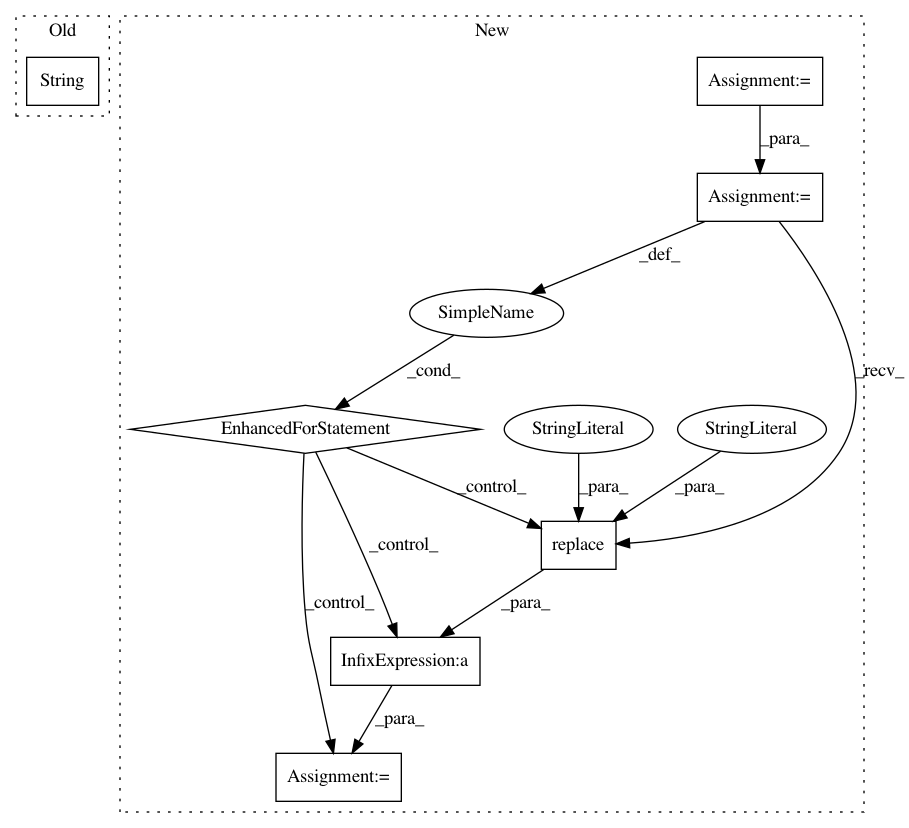 Old
New
String
Assignment:=
_para_
Assignment:=
_def_
SimpleName
_cond_
_recv_
EnhancedForStatement
StringLiteral
StringLiteral
_control_
_para_
_para_
replace
_control_
_control_
_para_
InfixExpression:a
_para_
Assignment:=